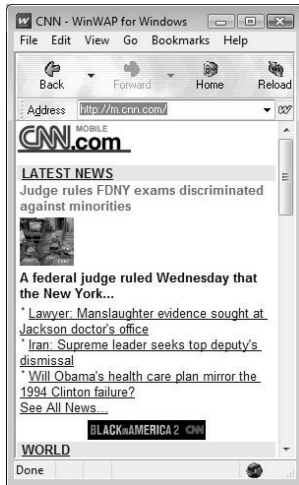 CNN - WinWAP for Windows
File Edit View Go Bookmarks Help
Back Forward Home Reload
Address http://m.cnn.com/
CNN MOBILE
.com
LATEST NEWS
Judge rules FDNY exams discriminated
against minorities
A federal judge ruled Wednesday that
the New York...
* Lawyer: Manslaughter evidence sought at
Jackson doctor's office
* Iran: Supreme leader seeks top deputy's
dismissal
* Will Obama's health care plan mirror the
1994 Clinton failure?
See All News...
BLACK IN AMERICA 2 CNN
WORLD
Done